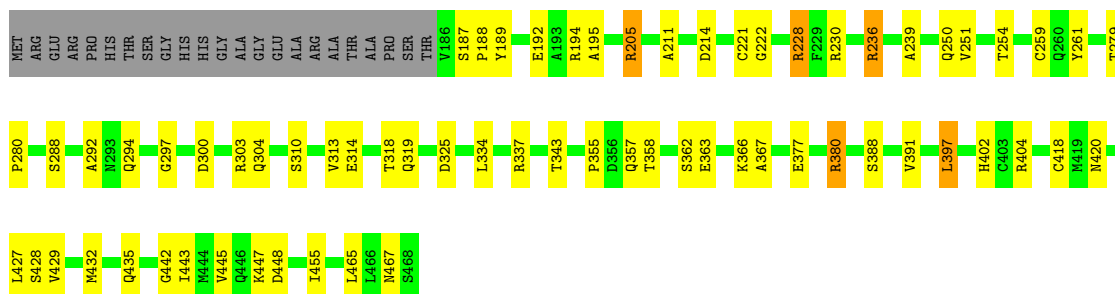 MET ARG GLU ARG PRO HIS THR SER GLY HIS HIS GLY ALA GLY GLU ALA ARG ALA THR ALA PRO SER THR V186 S187 P188 Y189 E192 A193 R194 A195 R205 A211 D214 C221 G222 R228 F229 R230 R236 A239 Q250 V251 T254 C259 Q260 Y261
P280 S288 A292 N293 Q294 G297 D300 R303 Q304 S310 V313 E314 T318 Q319 D325 L334 R337 T343 P355 D356 Q357 T358 S362 E363 K366 A367 E377 R380 S388 V391 L397 H402 C403 R404 C418 M419 N420
L427 S428 V429 M432 Q435 G442 I443 M444 V445 Q446 K447 D448 I455 L465 L466 N467 S468